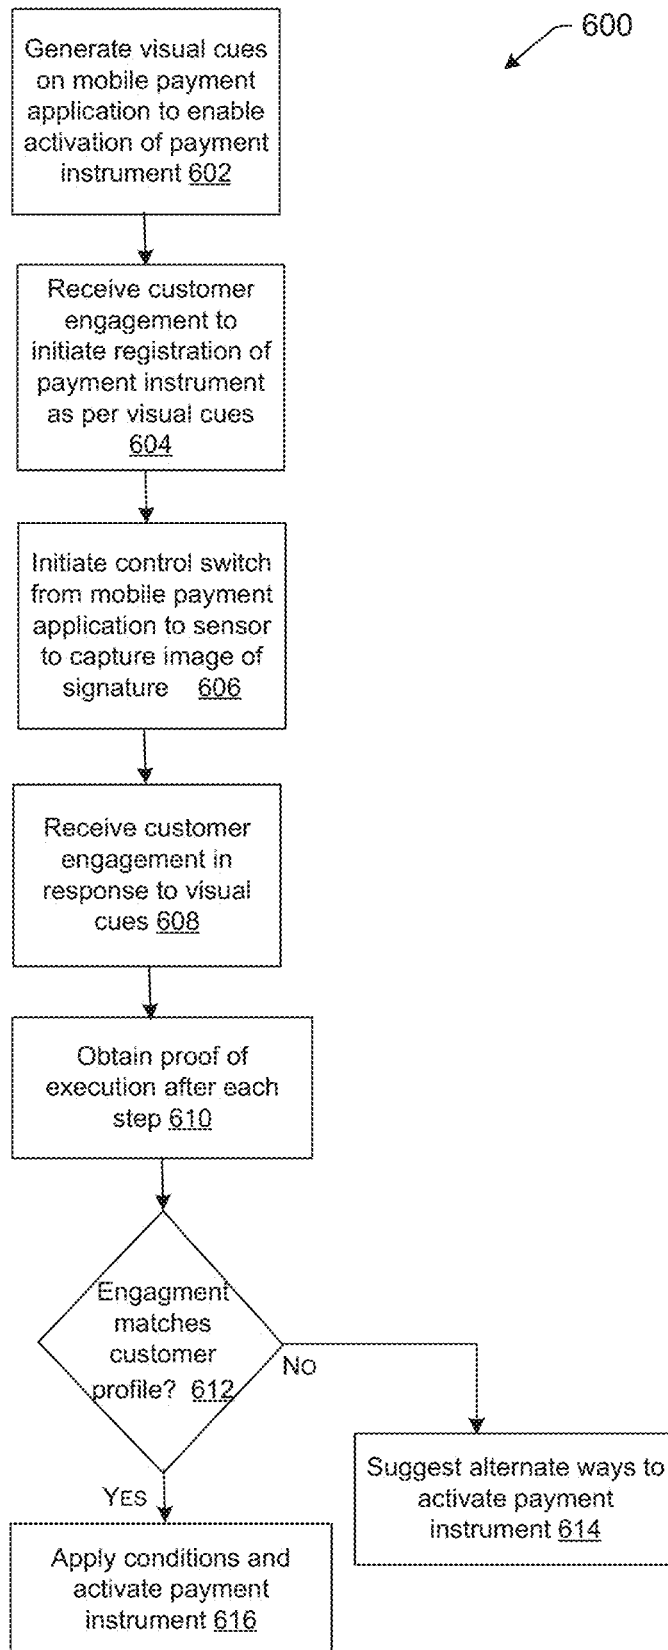 600
Generate visual cues
on mobile payment
application to enable
activation of payment
instrument 602
Receive customer
engagement to
initiate registration of
payment instrument
as per visual cues
604
Initiate control switch
from mobile payment
application to sensor
to capture image of
signature 606
Receive customer
engagement in
response to visual
cues 608
Obtain proof of
execution after each
step 610
Engagment
matches
customer
profile? 612
NO
YES
Suggest alternate ways to
activate payment
instrument 614
Apply conditions and
activate payment
instrument 616